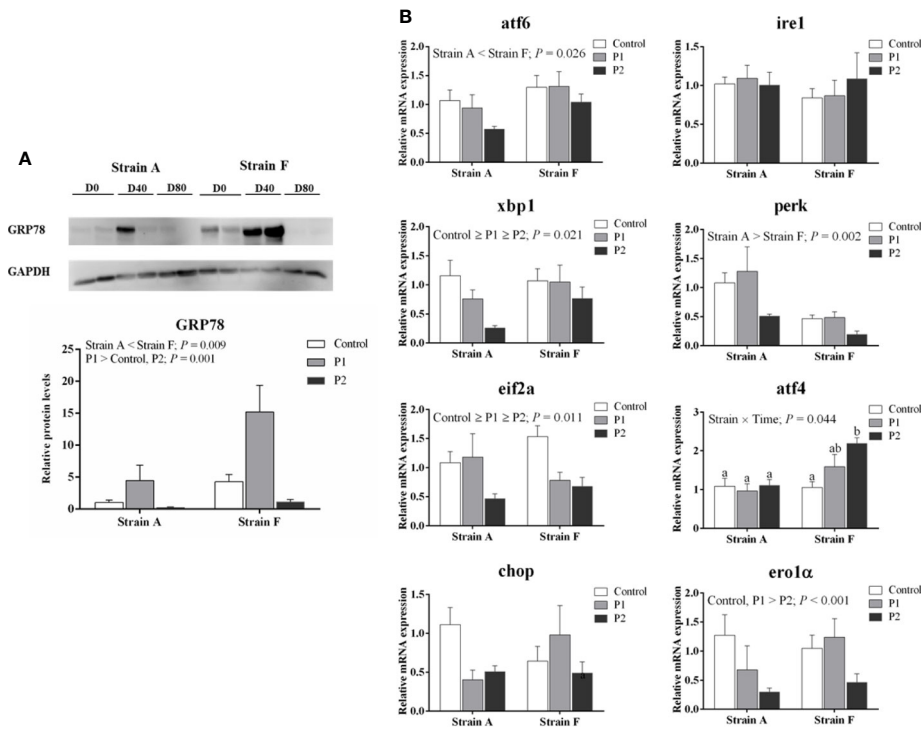 A
Strain A Strain F
D0 D40 D80 D0 D40 D80
GRP78
GAPDH
GRP78
Strain A < Strain F; P = 0.009
P1 > Control, P2; P = 0.001
Control
P1
P2
Relative protein levels
25
20
15
10
5
0
Strain A Strain F
B
atf6
Strain A < Strain F; P = 0.026
Control
P1
P2
Relative mRNA expression
2.0
1.5
1.0
0.5
0.0
Strain A Strain F
ire1
Control
P1
P2
Relative mRNA expression
1.5
1.0
0.5
0.0
Strain A Strain F
xbp1
Control ≥ P1 ≥ P2; P = 0.021
Control
P1
P2
Relative mRNA expression
2.0
1.5
1.0
0.5
0.0
Strain A Strain F
perk
Strain A > Strain F; P = 0.002
Control
P1
P2
Relative mRNA expression
2.0
1.5
1.0
0.5
0.0
Strain A Strain F
eif2a
Control ≥ P1 ≥ P2; P = 0.011
Control
P1
P2
Relative mRNA expression
2.0
1.5
1.0
0.5
0.0
Strain A Strain F
atf4
Strain × Time; P = 0.044
Control
P1
P2
a a a a ab b
Relative mRNA expression
4
3
2
1
0
Strain A Strain F
chop
Control
P1
P2
a
Relative mRNA expression
1.5
1.0
0.5
0.0
Strain A Strain F
ero1α
Control, P1 > P2; P < 0.001
Control
P1
P2
Relative mRNA expression
2.0
1.5
1.0
0.5
0.0
Strain A Strain F